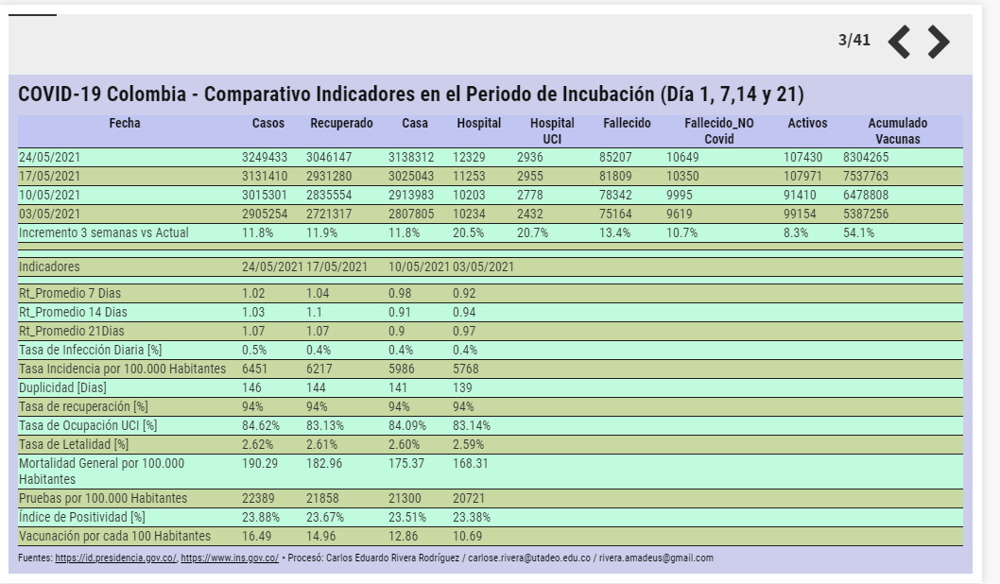 3/41
COVID-19 Colombia - Comparativo Indicadores en el Periodo de Incubación (Día 1, 7,14 y 21)
Fecha Casos Recuperado Casa Hospital Hospital UCI Fallecido Fallecido_NO Covid Activos Acumulado Vacunas
24/05/2021 3249433 3046147 3138312 12329 2936 85207 10649 107430 8304265
17/05/2021 3131410 2931280 3025043 11253 2955 81809 10350 107971 7537763
10/05/2021 3015301 2835554 2913983 10203 2778 78342 9995 91410 6478808
03/05/2021 2905254 2721317 2807805 10234 2432 75164 9619 99154 5387256
Incremento 3 semanas vs Actual 11.8% 11.9% 11.8% 20.5% 20.7% 13.4% 10.7% 8.3% 54.1%
Indicadores 24/05/2021 17/05/2021 10/05/2021 03/05/2021
Rt_Promedio 7 Dias 1.02 1.04 0.98 0.92
Rt_Promedio 14 Dias 1.03 1.1 0.91 0.94
Rt_Promedio 21Dias 1.07 1.07 0.9 0.97
Tasa de Infección Diaria [%] 0.5% 0.4% 0.4% 0.4%
Tasa Incidencia por 100.000 Habitantes 6451 6217 5986 5768
Duplicidad [Dias] 146 144 141 139
Tasa de recuperación [%] 94% 94% 94% 94%
Tasa de Ocupación UCI [%] 84.62% 83.13% 84.09% 83.14%
Tasa de Letalidad [%] 2.62% 2.61% 2.60% 2.59%
Mortalidad General por 100.000 Habitantes 190.29 182.96 175.37 168.31
Pruebas por 100.000 Habitantes 22389 21858 21300 20721
Índice de Positividad [%] 23.88% 23.67% 23.51% 23.38%
Vacunación por cada 100 Habitantes 16.49 14.96 12.86 10.69
Fuentes: https://id.presidencia.gov.co/, https://www.ins.gov.co/ • Procesó: Carlos Eduardo Rivera Rodríguez / carlose.rivera@utadeo.edu.co / rivera.amadeus@gmail.com